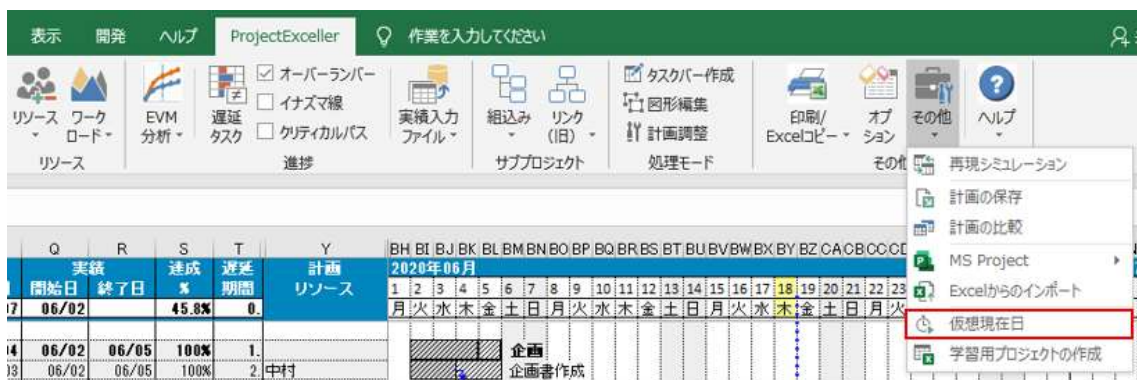 表示 開発 ヘルプ ProjectExceller 作業を入力してください
リソース ワークロード EVM分析 遅延タスク オーバーランバー イナズマ線 クリティカルパス 実績入力ファイル 組込み リンク(旧) タスクバー作成 図形編集 計画調整 印刷/Excelコピー オプション その他 ヘルプ
リソース 進捗 サブプロジェクト 処理モード その他
再現シミュレーション
計画の保存
計画の比較
MS Project
Excelからのインポート
仮想現在日
学習用プロジェクトの作成
Q R S T Y BH BI BJ BK BL BM BN BO BP BQ BR BS BT BU BV BW BX BY BZ CA CB CC CD
実績 達成 遅延 計画 2020年06月
開始日 終了日 % 期間 リソース 1 2 3 4 5 6 7 8 9 10 11 12 13 14 15 16 17 18 19 20 21 22 23
06/02 45.8% 0. 月 火 水 木 金 土 日 月 火 水 木 金 土 日 月 火 水 木 金 土 日 月 火
06/02 06/05 100% 1. 企画
06/02 06/05 100% 2. 中村 企画書作成